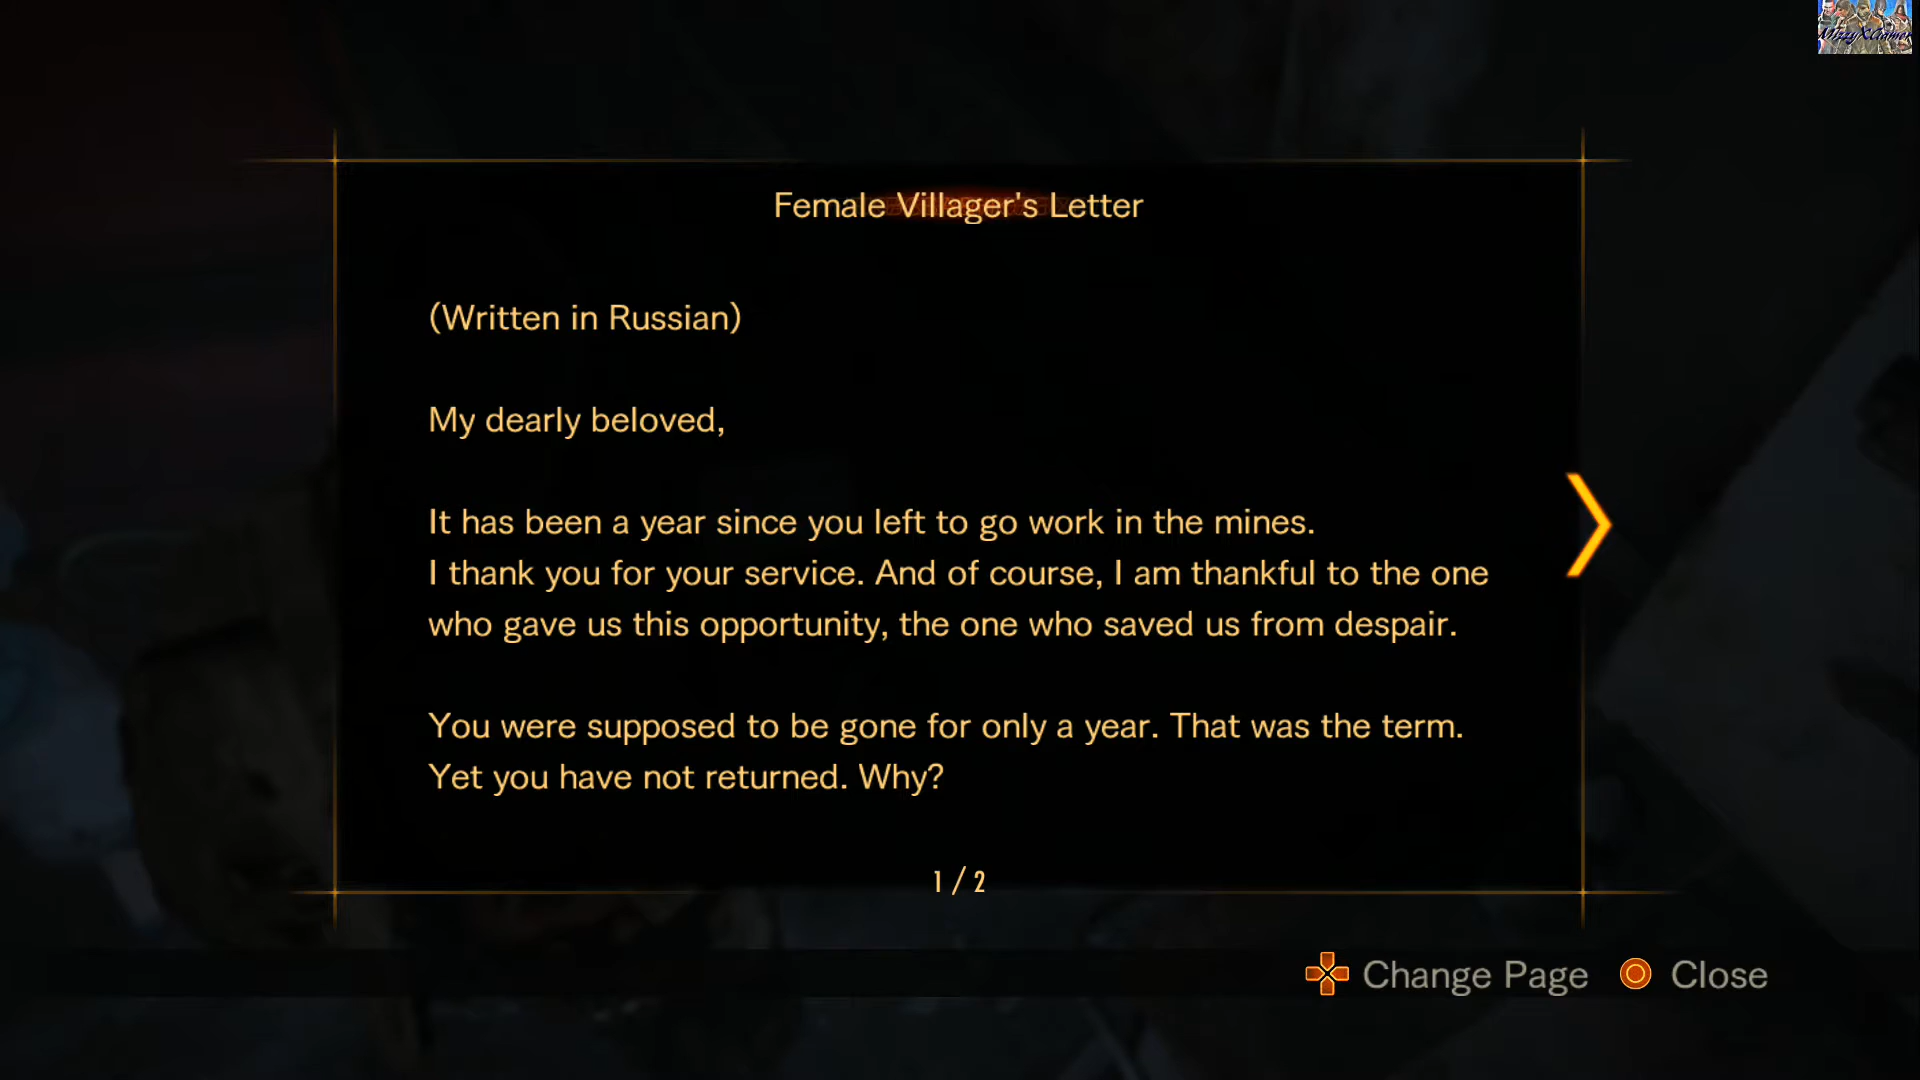 MizzyXGamer
Female Villager's Letter
(Written in Russian)
My dearly beloved,
It has been a year since you left to go work in the mines.
I thank you for your service. And of course, I am thankful to the one
who gave us this opportunity, the one who saved us from despair.
You were supposed to be gone for only a year. That was the term.
Yet you have not returned. Why?
1 / 2
Change Page
Close